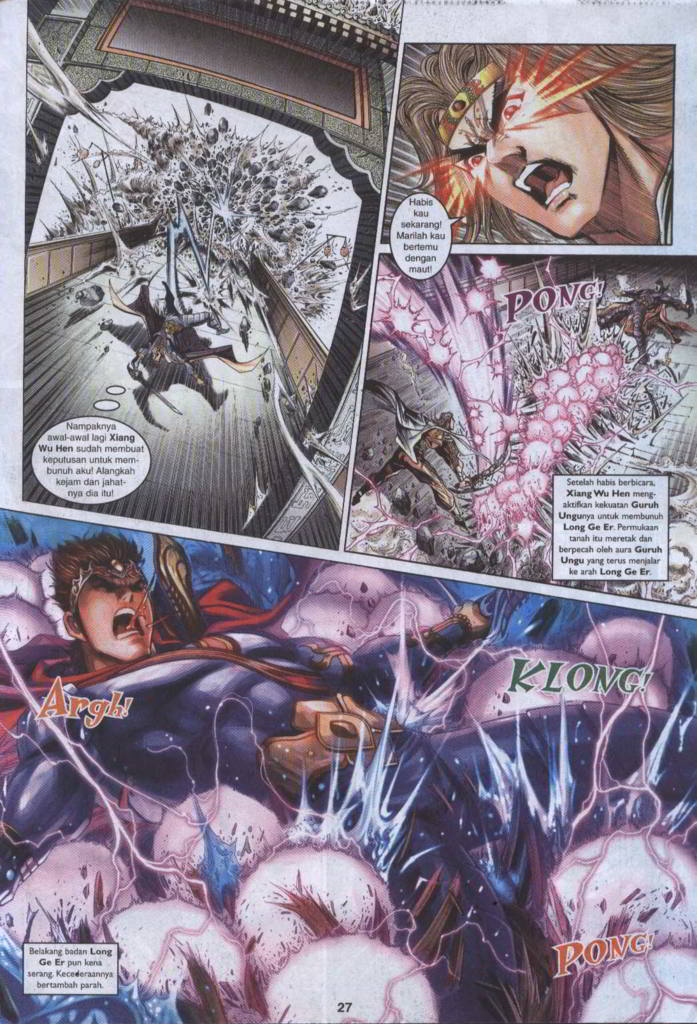 Nampaknya
awal-awal lagi Xiang
Wu Hen sudah membuat
keputusan untuk mem-
bunuh aku! Alangkah
kejam dan jahat-
nya dia itu!
Habis
kau
sekarang!
Marilah kau
bertemu
dengan
maut!
PONG!
Setelah habis berbicara,
Xiang Wu Hen meng-
aktifkan kekuatan Guruh
Ungunya untuk membunuh
Long Ge Er. Permukaan
tanah itu meretak dan
berpecah oleh aura Guruh
Ungu yang terus menjalar
ke arah Long Ge Er.
Argh!
KLONG!
PONG!
Belakang badan Long
Ge Er pun kena
serang. Kecederaannya
bertambah parah.
27